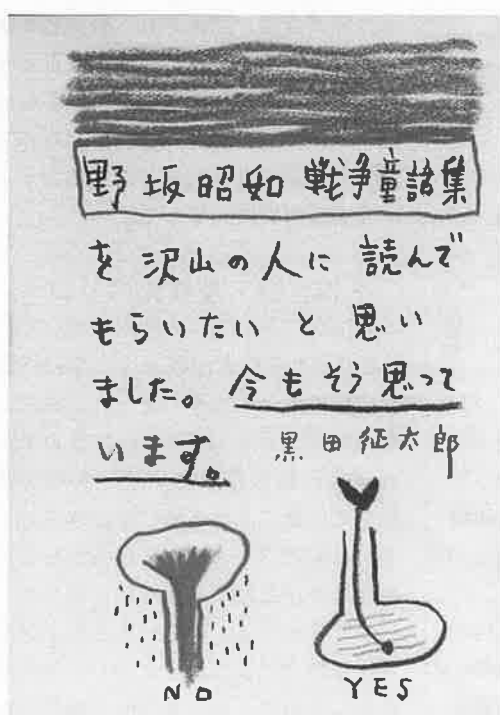 野坂昭如戦争童話集
を沢山の人に読んで
もらいたいと思い
ました。今もそう思って
います。黒田征太郎
NO
YES